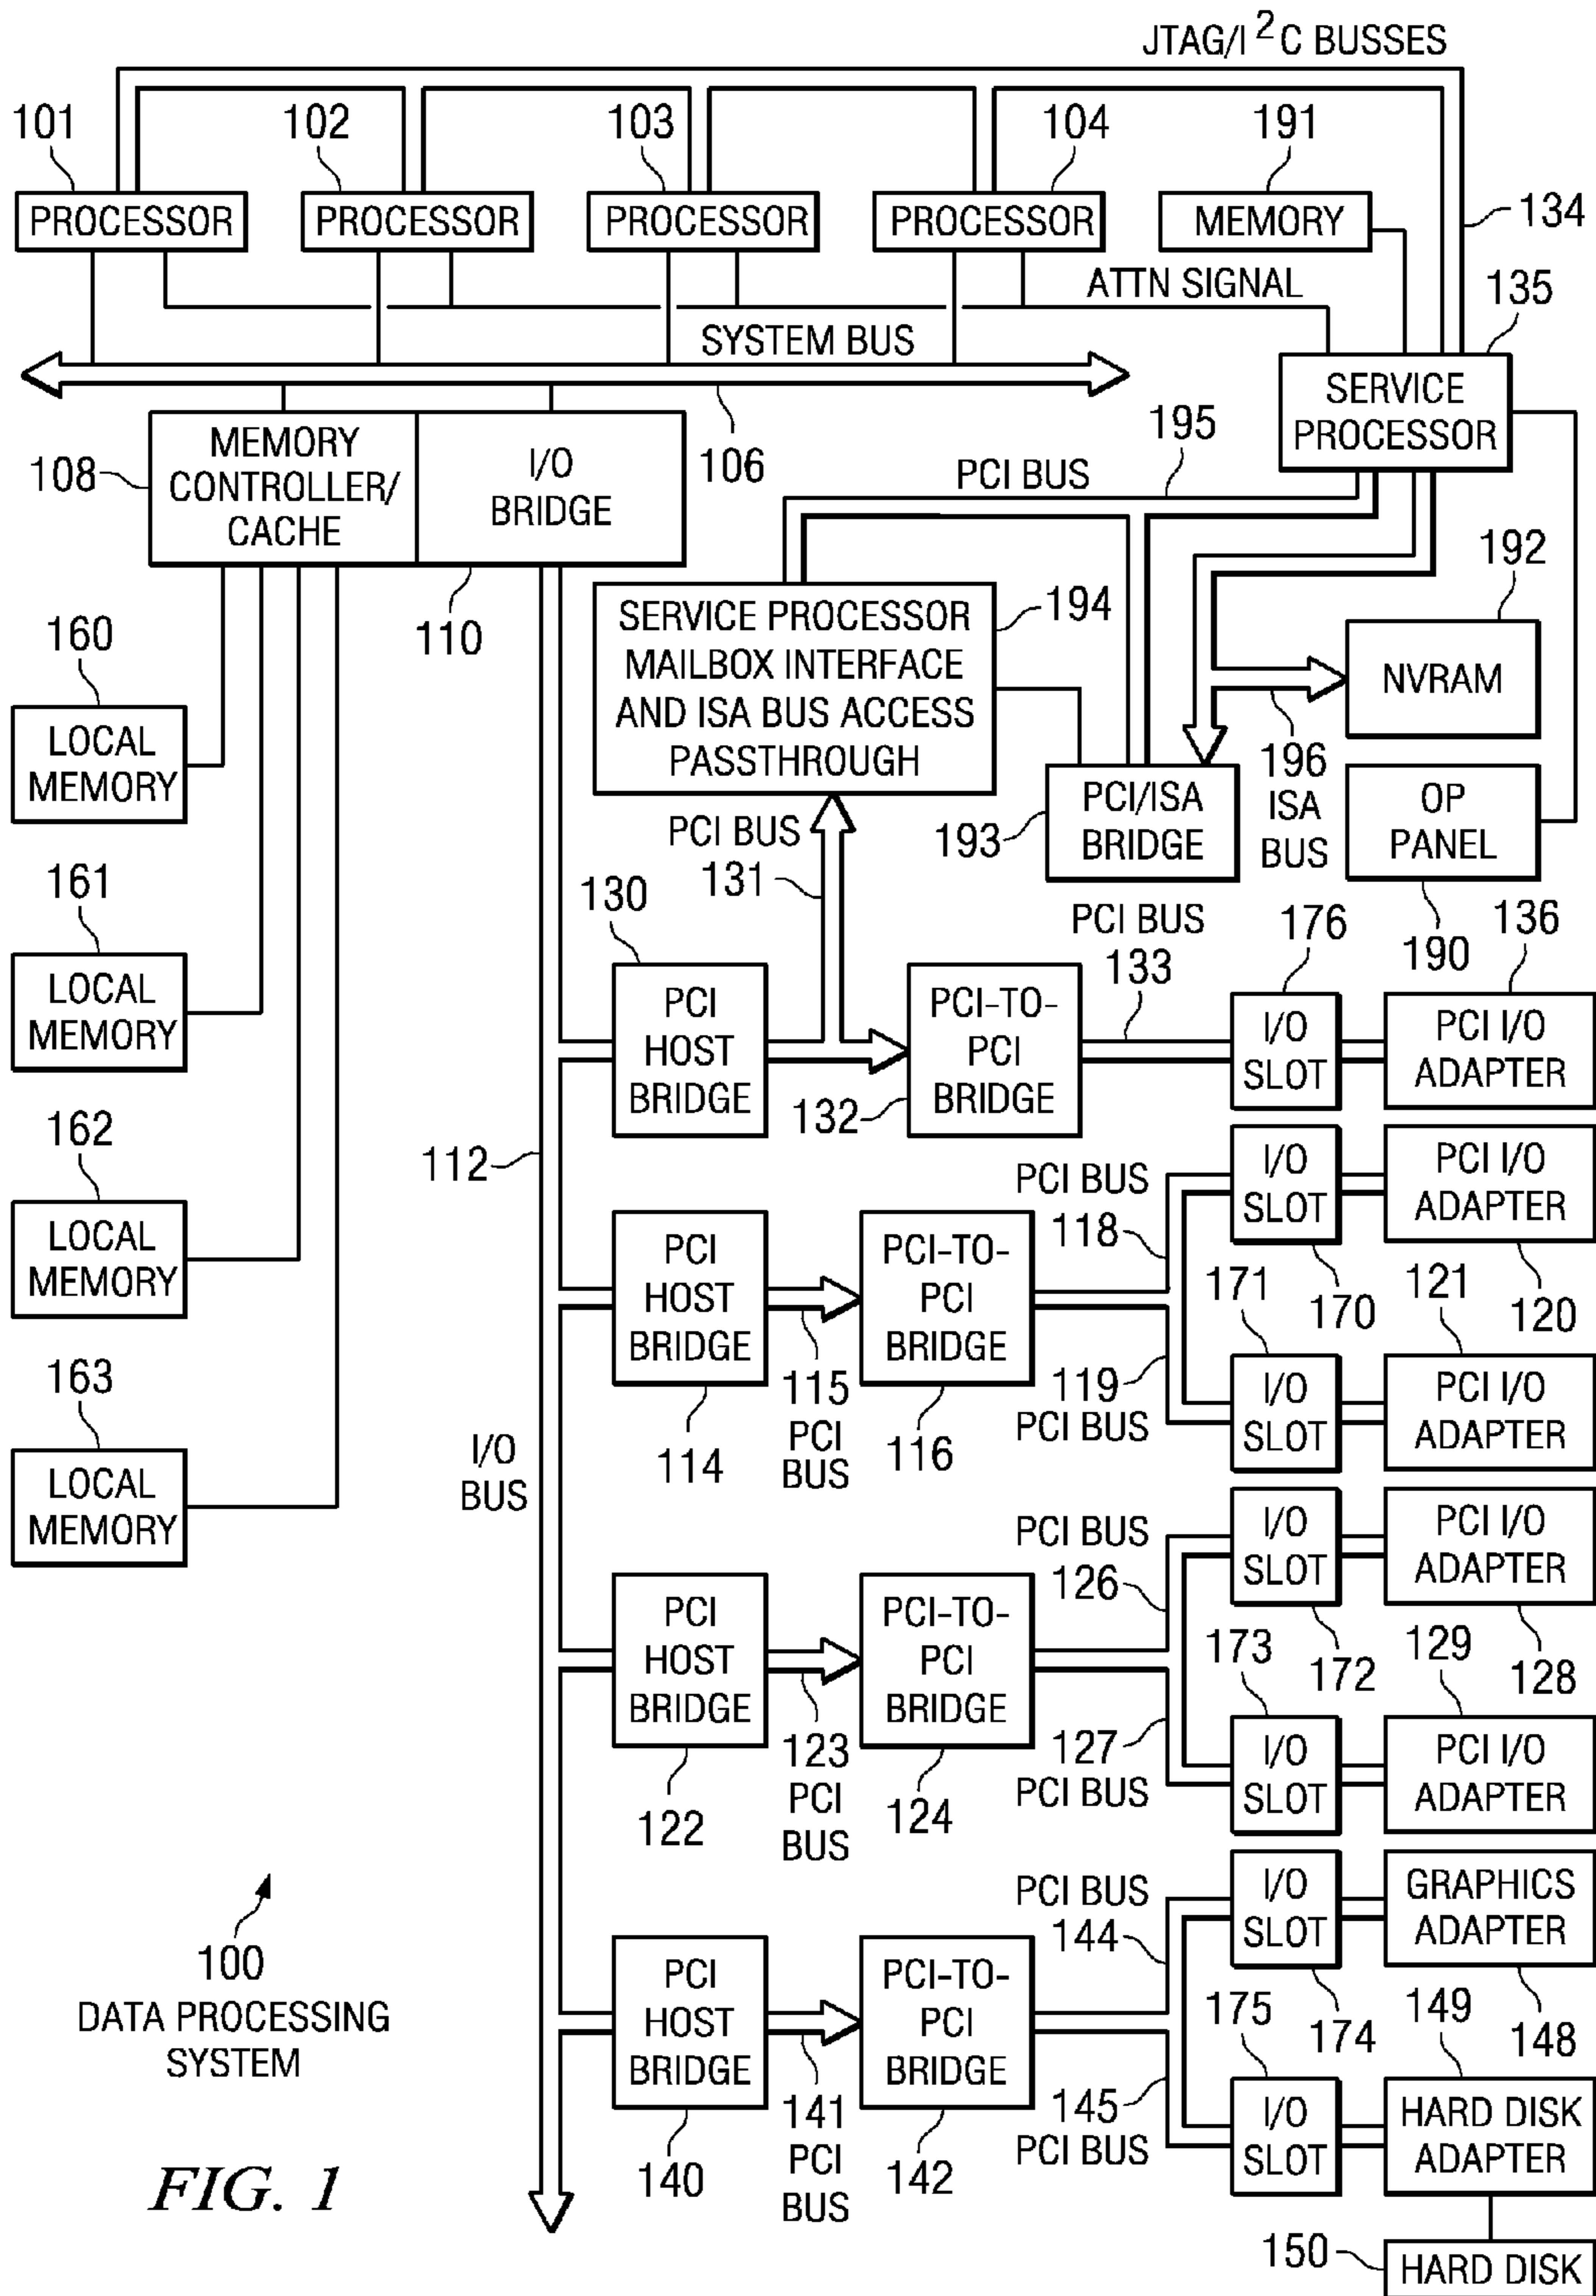 JTAG/I 2 C BUSSES
101
102
103
104
191
PROCESSOR
PROCESSOR
PROCESSOR
PROCESSOR
MEMORY
134
ATTN SIGNAL
135
SYSTEM BUS
SERVICE
PROCESSOR
108
MEMORY
CONTROLLER/
CACHE
I/O
BRIDGE
106
195
PCI BUS
192
110
SERVICE PROCESSOR
MAILBOX INTERFACE
AND ISA BUS ACCESS
PASSTHROUGH
194
NVRAM
160
LOCAL
MEMORY
196
ISA
BUS
PCI BUS
131
193
PCI/ISA
BRIDGE
OP
PANEL
190
161
LOCAL
MEMORY
130
PCI
HOST
BRIDGE
132
PCI-TO-
PCI
BRIDGE
PCI BUS
133
176
I/O
SLOT
136
PCI I/O
ADAPTER
162
LOCAL
MEMORY
112
PCI
HOST
BRIDGE
114
115
PCI
BUS
PCI-TO-
PCI
BRIDGE
116
PCI BUS
118
I/O
SLOT
170
PCI I/O
ADAPTER
120
119
PCI BUS
171
I/O
SLOT
121
PCI I/O
ADAPTER
163
LOCAL
MEMORY
I/O
BUS
PCI
HOST
BRIDGE
122
123
PCI
BUS
PCI-TO-
PCI
BRIDGE
124
PCI BUS
126
I/O
SLOT
172
PCI I/O
ADAPTER
128
127
PCI BUS
173
I/O
SLOT
129
PCI I/O
ADAPTER
100
DATA PROCESSING
SYSTEM
PCI
HOST
BRIDGE
140
141
PCI
BUS
PCI-TO-
PCI
BRIDGE
142
PCI BUS
144
I/O
SLOT
174
GRAPHICS
ADAPTER
148
145
PCI BUS
175
I/O
SLOT
149
HARD DISK
ADAPTER
150
HARD DISK
FIG. 1